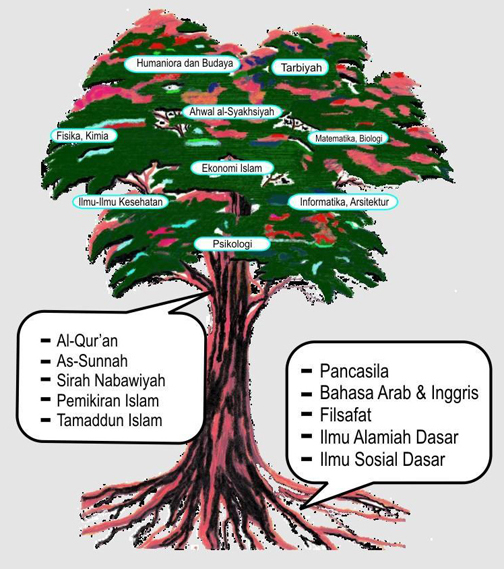 Humaniora dan Budaya
Tarbiyah
Ahwal al-Syakhsiyah
Fisika, Kimia
Matematika, Biologi
Ekonomi Islam
Ilmu-Ilmu Kesehatan
Informatika, Arsitektur
Psikologi
- Al-Qur'an
- As-Sunnah
- Sirah Nabawiyah
- Pemikiran Islam
- Tamaddun Islam
- Pancasila
- Bahasa Arab & Inggris
- Filsafat
- Ilmu Alamiah Dasar
- Ilmu Sosial Dasar